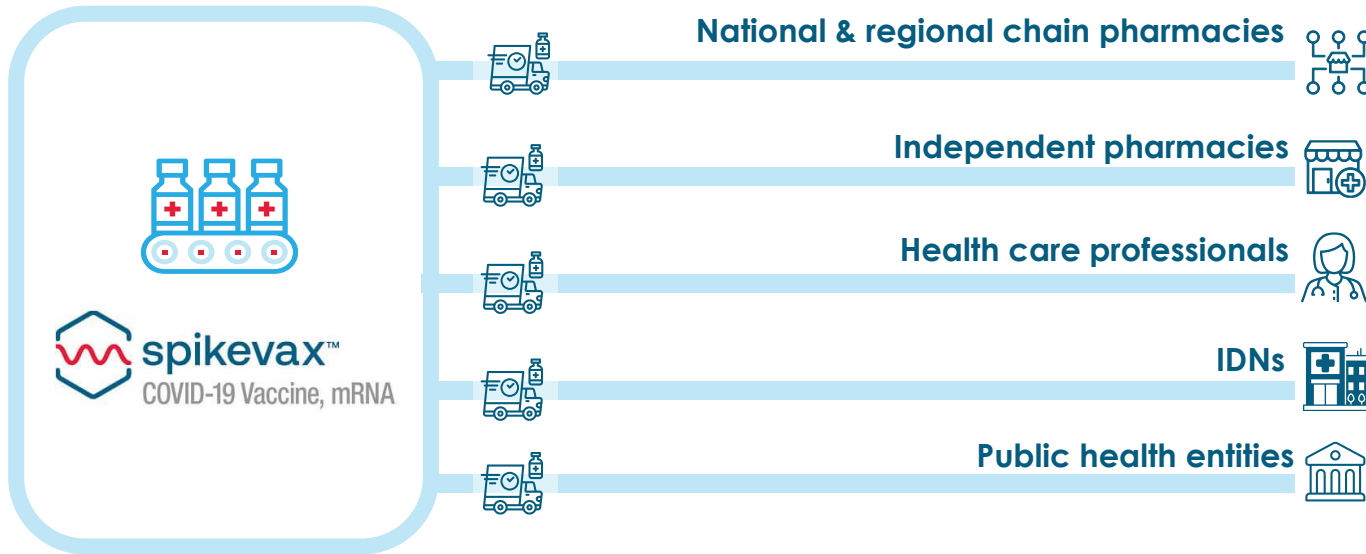 National & regional chain pharmacies
Independent pharmacies
Health care professionals
spikevax™
COVID-19 Vaccine, mRNA
IDNs
Public health entities